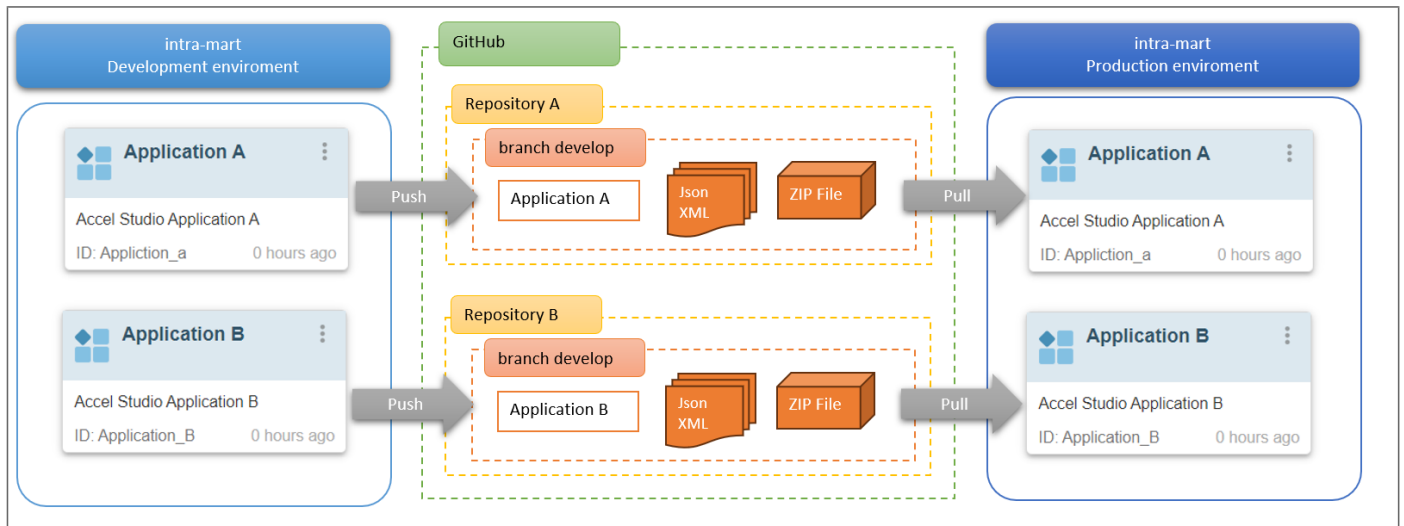 intra-mart
Development enviroment
Application A
Accel Studio Application A
ID: Appliction_a
0 hours ago
Application B
Accel Studio Application B
ID: Application_B
0 hours ago
Push
Push
GitHub
Repository A
branch develop
Application A
Json
XML
ZIP File
Repository B
branch develop
Application B
Json
XML
ZIP File
Pull
Pull
intra-mart
Production enviroment
Application A
Accel Studio Application A
ID: Appliction_a
0 hours ago
Application B
Accel Studio Application B
ID: Application_B
0 hours ago